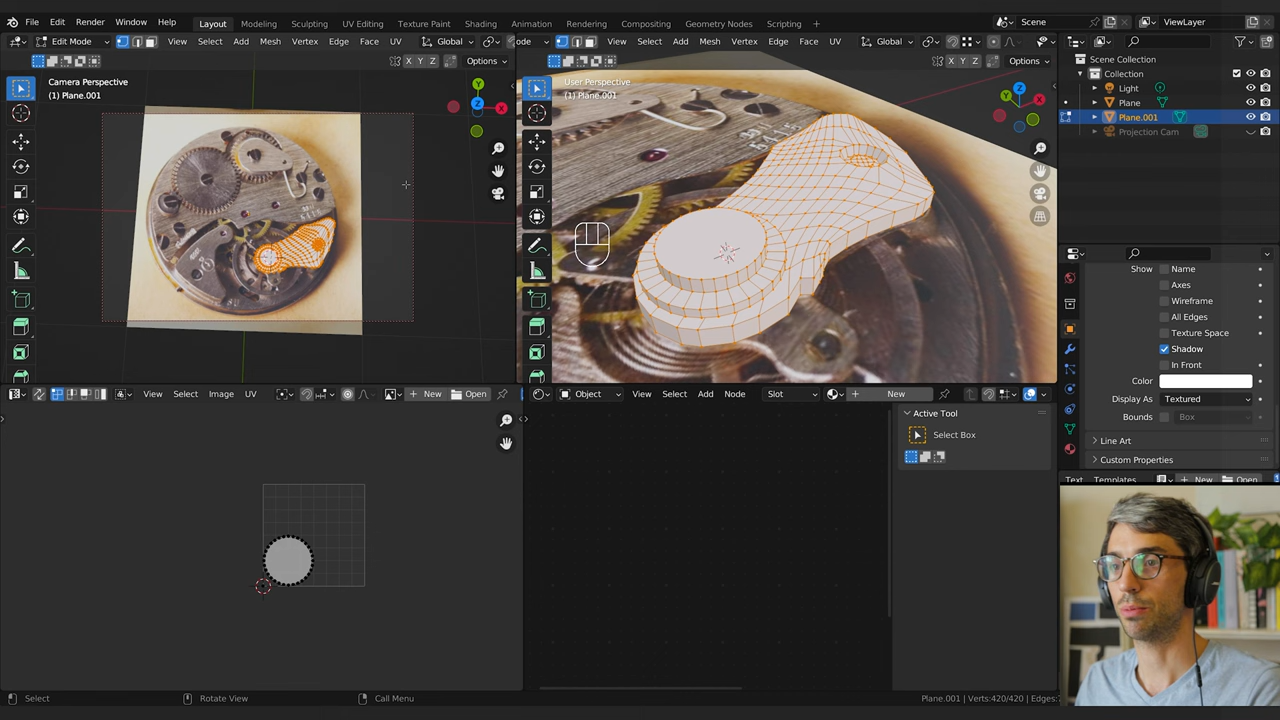 File Edit Render Window Help Layout Modeling Sculpting UV Editing Texture Paint Shading Animation Rendering Compositing Geometry Nodes Scripting + Scene ViewLayer
Edit Mode View Select Add Mesh Vertex Edge Face UV Global
ode View Select Add Mesh Vertex Edge Face UV Global
X Y Z Options
X Y Z Options
Camera Perspective
(1) Plane.001
Y
Z
X
User Perspective
(1) Plane.001
Z
Y
X
Scene Collection
Collection
Light
Plane
Plane.001
Projection Cam
Show Name
Axes
Wireframe
All Edges
Texture Space
Shadow
In Front
Color
Display As Textured
Bounds Box
Line Art
Custom Properties
Text Templates New Open
View Select Image UV New Open
Object View Select Add Node Slot New
Active Tool
Select Box
Select Rotate View Call Menu Plane.001 | Verts:420/420 | Edges: